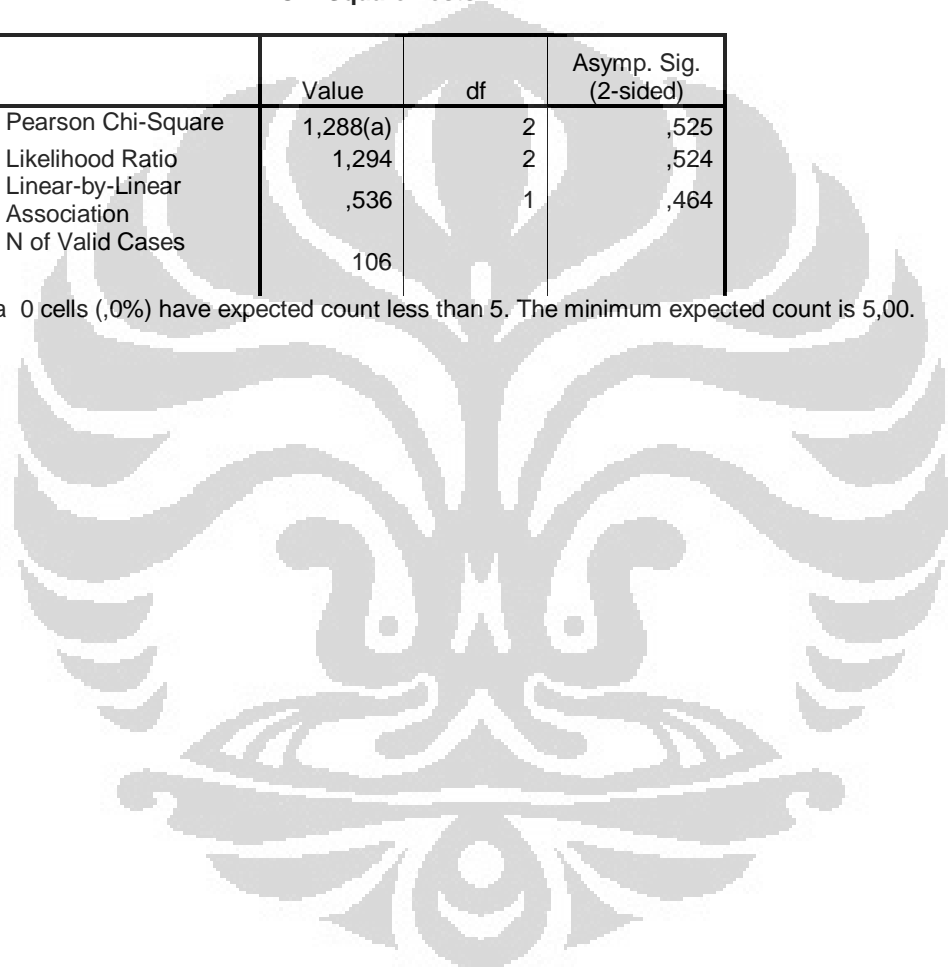 Value df Asymp. Sig. (2-sided)
Pearson Chi-Square 1,288(a) 2 ,525
Likelihood Ratio 1,294 2 ,524
Linear-by-Linear Association ,536 1 ,464
N of Valid Cases 106
a 0 cells (,0%) have expected count less than 5. The minimum expected count is 5,00.